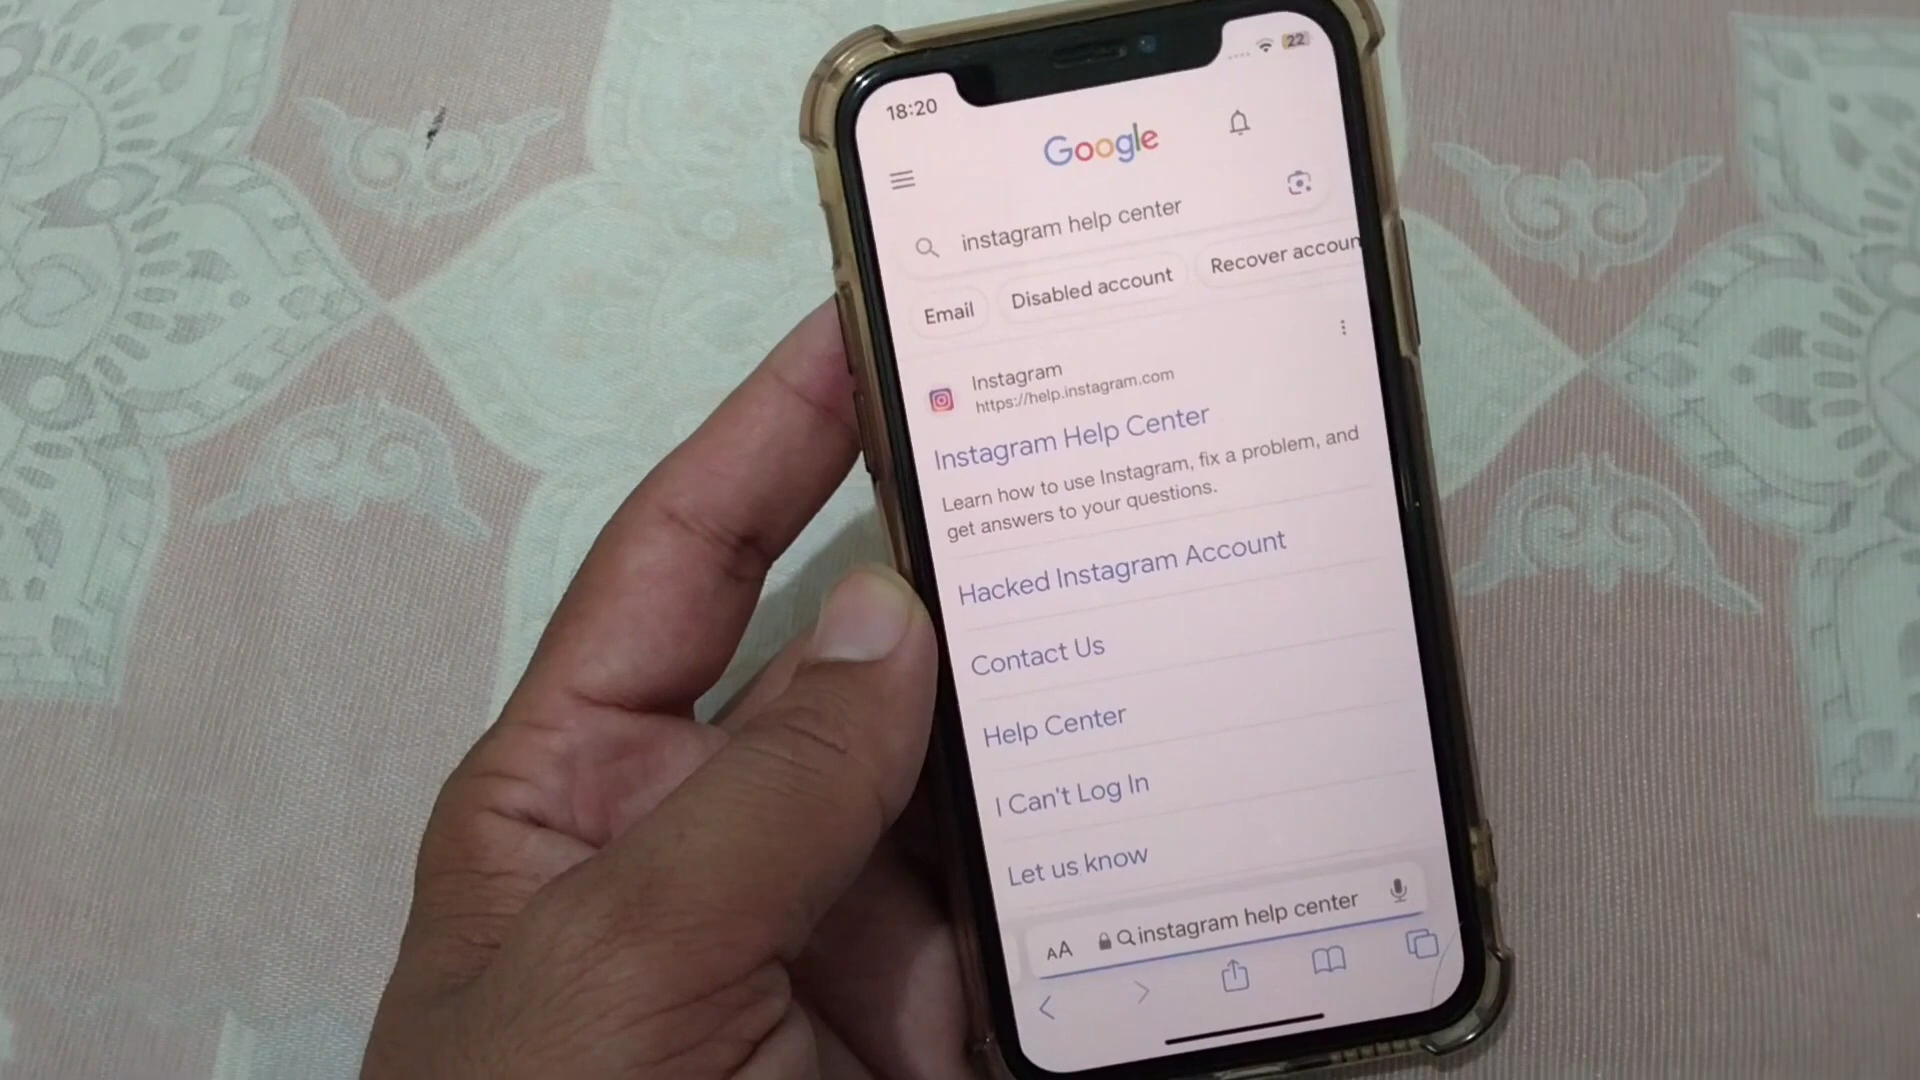 18:20
22
Google
instagram help center
Email
Disabled account
Recover accoun
Instagram
https://help.instagram.com
Instagram Help Center
Learn how to use Instagram, fix a problem, and
get answers to your questions.
Hacked Instagram Account
Contact Us
Help Center
I Can't Log In
Let us know
AA
instagram help center